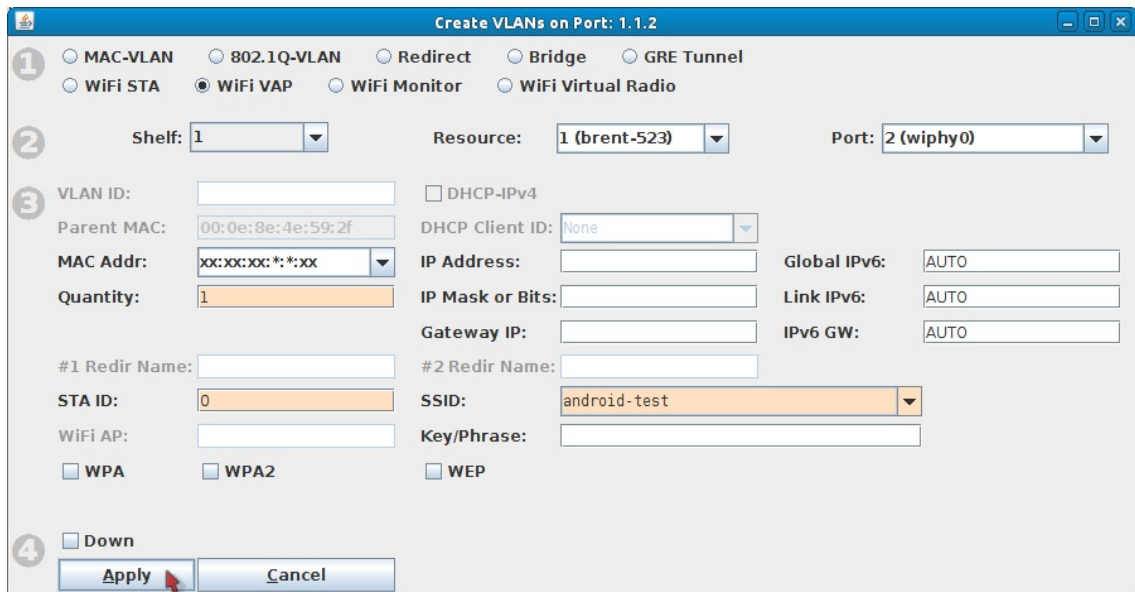 Create VLANs on Port: 1.1.2
1 MAC-VLAN 802.1Q-VLAN Redirect Bridge GRE Tunnel
WiFi STA WiFi VAP WiFi Monitor WiFi Virtual Radio
2 Shelf: 1 Resource: 1 (brent-523) Port: 2 (wiphy0)
3 VLAN ID: DHCP-IPv4
Parent MAC: 00:0e:8e:4e:59:2f DHCP Client ID: None
MAC Addr: xx:xx:xx:*:*:xx IP Address: Global IPv6: AUTO
Quantity: 1 IP Mask or Bits: Link IPv6: AUTO
Gateway IP: IPv6 GW: AUTO
#1 Redir Name: #2 Redir Name:
STA ID: 0 SSID: android-test
WiFi AP: Key/Phrase:
WPA WPA2 WEP
4 Down
Apply Cancel